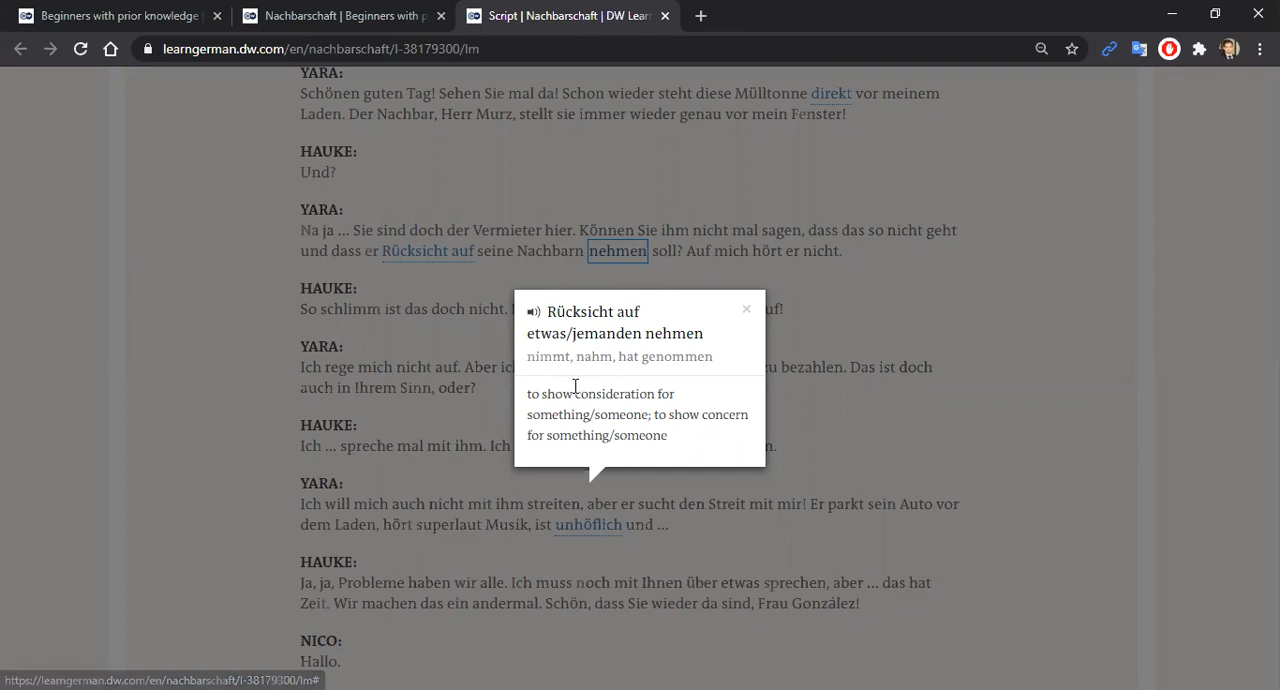 Beginners with prior knowledge
Nachbarschaft | Beginners with p
Script | Nachbarschaft | DW Lear
learngerman.dw.com/en/nachbarschaft/l-38179300/lm
YARA:
Schönen guten Tag! Sehen Sie mal da! Schon wieder steht diese Mülltonne direkt vor meinem
Laden. Der Nachbar, Herr Murz, stellt sie immer wieder genau vor mein Fenster!
HAUKE:
Und?
YARA:
Na ja ... Sie sind doch der Vermieter hier. Können Sie ihm nicht mal sagen, dass das so nicht geht
und dass er Rücksicht auf seine Nachbarn nehmen soll? Auf mich hört er nicht.
HAUKE:
So schlimm ist das doch nicht. uf!
YARA:
Ich rege mich nicht auf. Aber ic zu bezahlen. Das ist doch
auch in Ihrem Sinn, oder?
HAUKE:
Ich ... spreche mal mit ihm. Ich n.
YARA:
Ich will mich auch nicht mit ihm streiten, aber er sucht den Streit mit mir! Er parkt sein Auto vor
dem Laden, hört superlaut Musik, ist unhöflich und ...
HAUKE:
Ja, ja, Probleme haben wir alle. Ich muss noch mit Ihnen über etwas sprechen, aber ... das hat
Zeit. Wir machen das ein andermal. Schön, dass Sie wieder da sind, Frau González!
NICO:
Hallo.
Rücksicht auf
etwas/jemanden nehmen
nimmt, nahm, hat genommen
to show consideration for
something/someone; to show concern
for something/someone
https://learngerman.dw.com/en/nachbarschaft/l-38179300/lm#